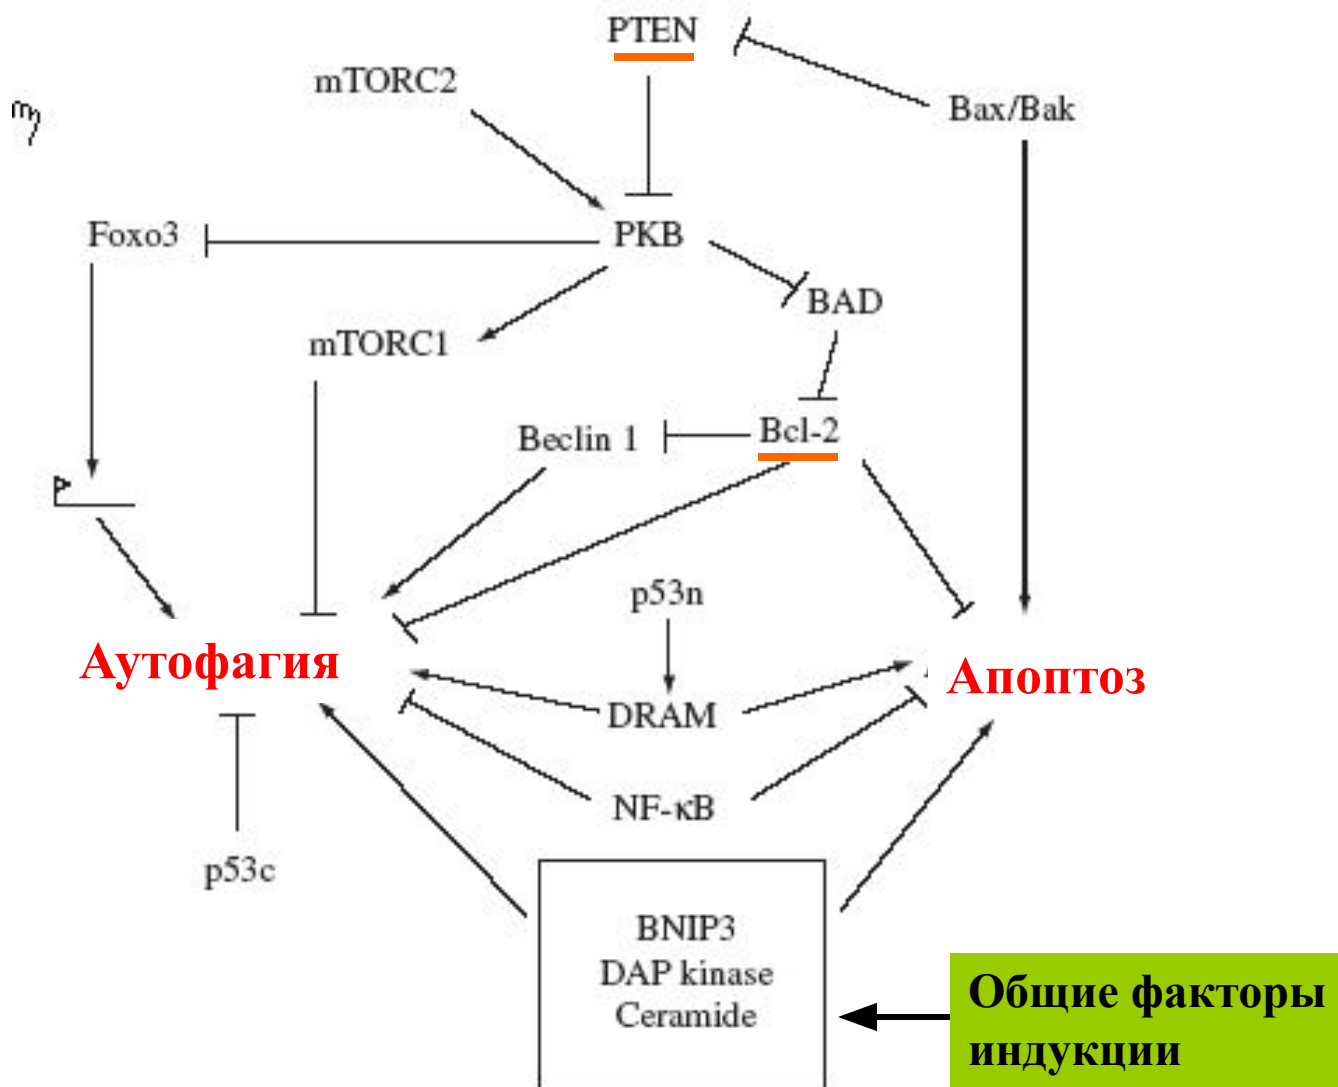 PTEN
mTORC2
Bax/Bak
Foxo3
PKB
BAD
mTORC1
Beclin 1
Bcl-2
p53n
Аутофагия
Апоптоз
DRAM
NF-κB
p53c
BNIP3
DAP kinase
Ceramide
Общие факторы
индукции